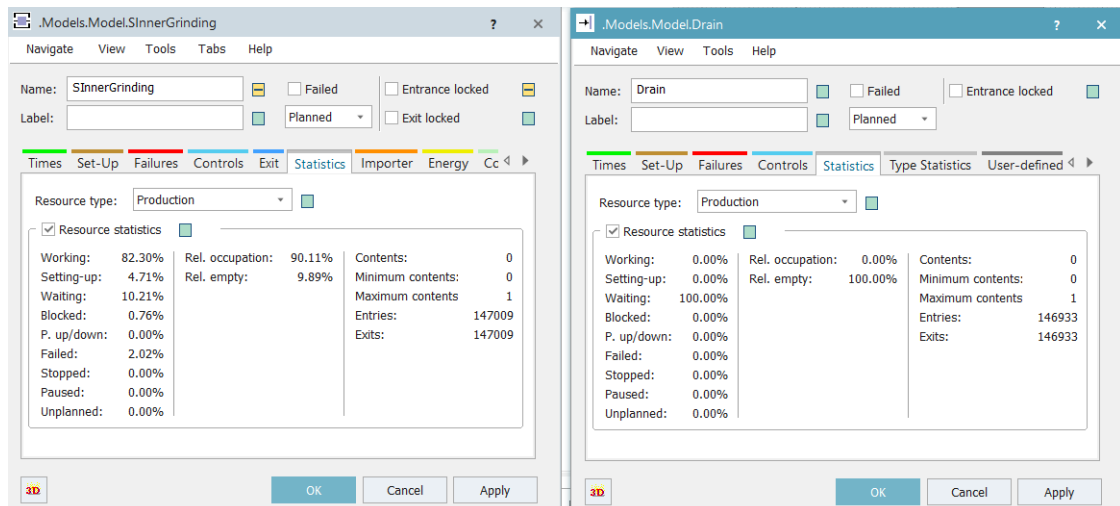 .Models.Model.SInnerGrinding ? ×
Navigate View Tools Tabs Help
Name: SInnerGrinding Failed Entrance locked
Label: Planned Exit locked
Times Set-Up Failures Controls Exit Statistics Importer Energy Cc
Resource type: Production
Resource statistics
Working: 82.30% Rel. occupation: 90.11% Contents: 0
Setting-up: 4.71% Rel. empty: 9.89% Minimum contents: 0
Waiting: 10.21% Maximum contents 1
Blocked: 0.76% Entries: 147009
P. up/down: 0.00% Exits: 147009
Failed: 2.02%
Stopped: 0.00%
Paused: 0.00%
Unplanned: 0.00%
3D OK Cancel Apply
.Models.Model.Drain ? ×
Navigate View Tools Help
Name: Drain Failed Entrance locked
Label: Planned
Times Set-Up Failures Controls Statistics Type Statistics User-defined
Resource type: Production
Resource statistics
Working: 0.00% Rel. occupation: 0.00% Contents: 0
Setting-up: 0.00% Rel. empty: 100.00% Minimum contents: 0
Waiting: 100.00% Maximum contents 1
Blocked: 0.00% Entries: 146933
P. up/down: 0.00% Exits: 146933
Failed: 0.00%
Stopped: 0.00%
Paused: 0.00%
Unplanned: 0.00%
3D OK Cancel Apply